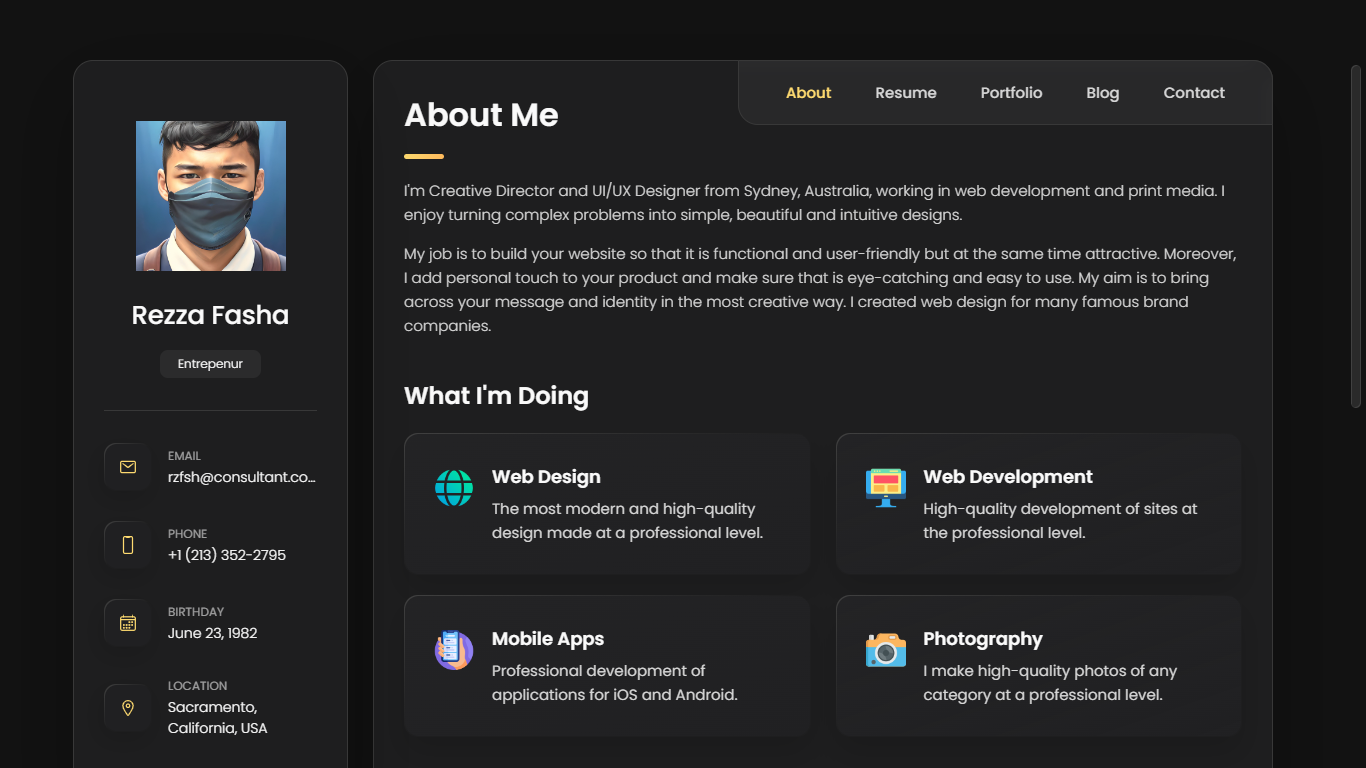 About
Resume
Portfolio
Blog
Contact
Rezza Fasha
Entrepenur
EMAIL
rzfsh@consultant.co...
PHONE
+1 (213) 352-2795
BIRTHDAY
June 23, 1982
LOCATION
Sacramento,
California, USA
About Me
I'm Creative Director and UI/UX Designer from Sydney, Australia, working in web development and print media. I
enjoy turning complex problems into simple, beautiful and intuitive designs.
My job is to build your website so that it is functional and user-friendly but at the same time attractive. Moreover,
I add personal touch to your product and make sure that is eye-catching and easy to use. My aim is to bring
across your message and identity in the most creative way. I created web design for many famous brand
companies.
What I'm Doing
Web Design
The most modern and high-quality
design made at a professional level.
Web Development
High-quality development of sites at
the professional level.
Mobile Apps
Professional development of
applications for iOS and Android.
Photography
I make high-quality photos of any
category at a professional level.